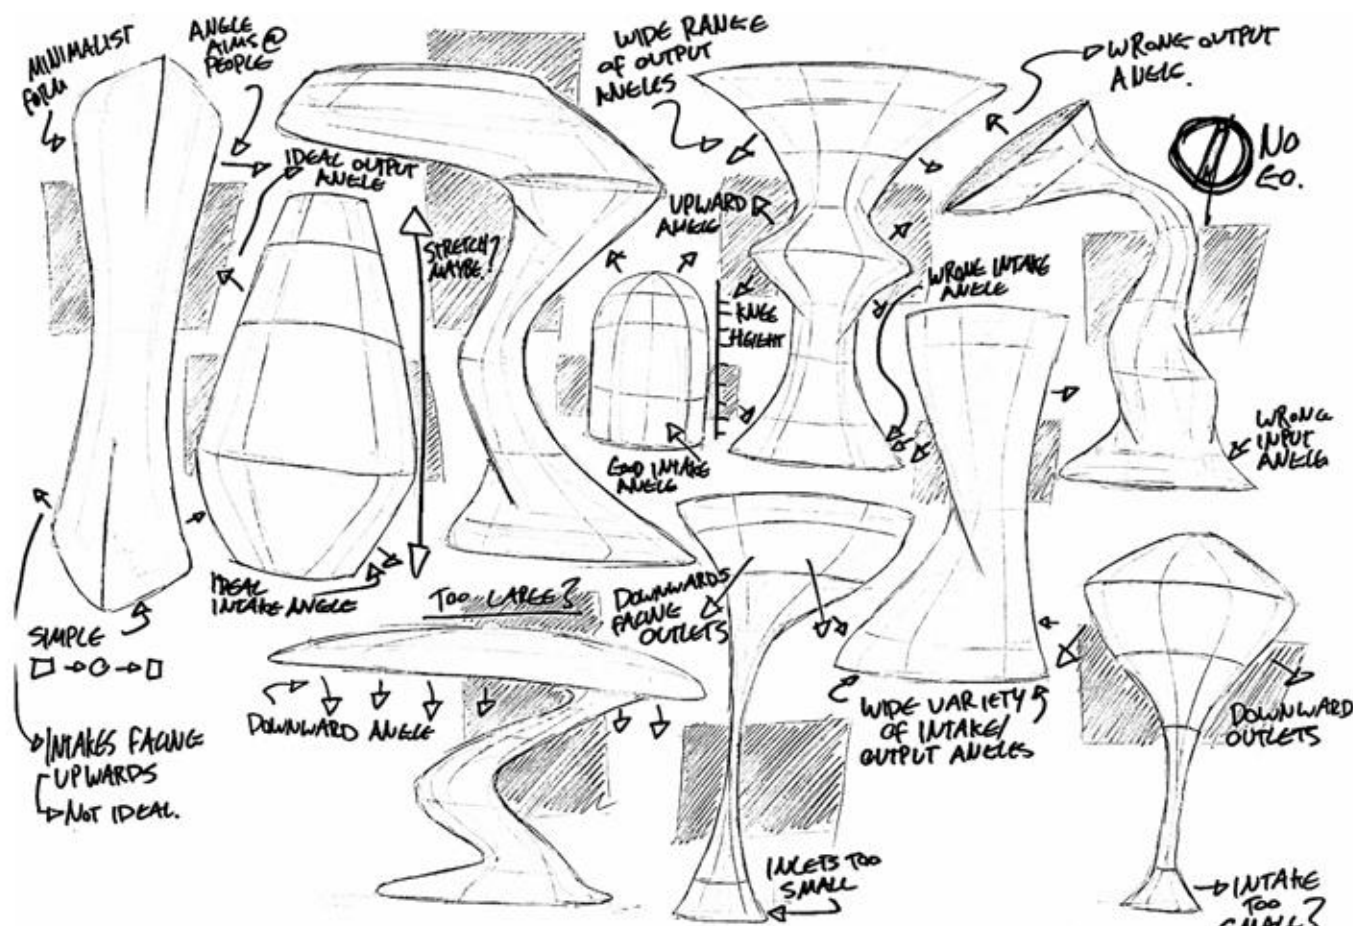 MINIMALIST
FORM
ANGLE
AIMS @
PEOPLE
IDEAL OUTPUT
ANGLE
STRETCH?
MAYBE?
WIDE RANGE
OF OUTPUT
ANGLES
WRONG OUTPUT
ANGLE.
NO
GO.
UPWARD
ANGLE
KNEE
HEIGHT
WRONG INTAKE
ANGLE
GOOD INTAKE
ANGLE
WRONG
INPUT
ANGLE
IDEAL
INTAKE ANGLE
SIMPLE
TOO LARGE?
DOWNWARDS
FACING
OUTLETS
DOWNWARD ANGLE
WIDE VARIETY
OF INTAKE/
OUTPUT ANGLES
DOWNWARD
OUTLETS
INTAKES FACING
UPWARDS
NOT IDEAL.
INLETS TOO
SMALL
INTAKE
TOO
SMALL?